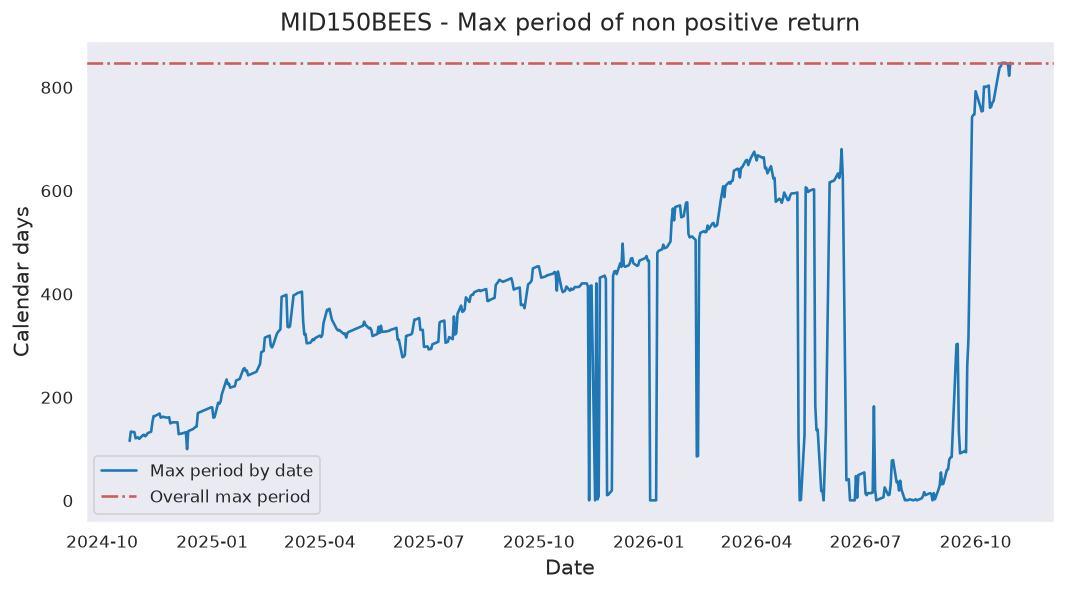 MID150BEES - Max period of non positive return
Calendar days
800
600
400
200
0
Max period by date
Overall max period
2024-10 2025-01 2025-04 2025-07 2025-10 2026-01 2026-04 2026-07 2026-10
Date